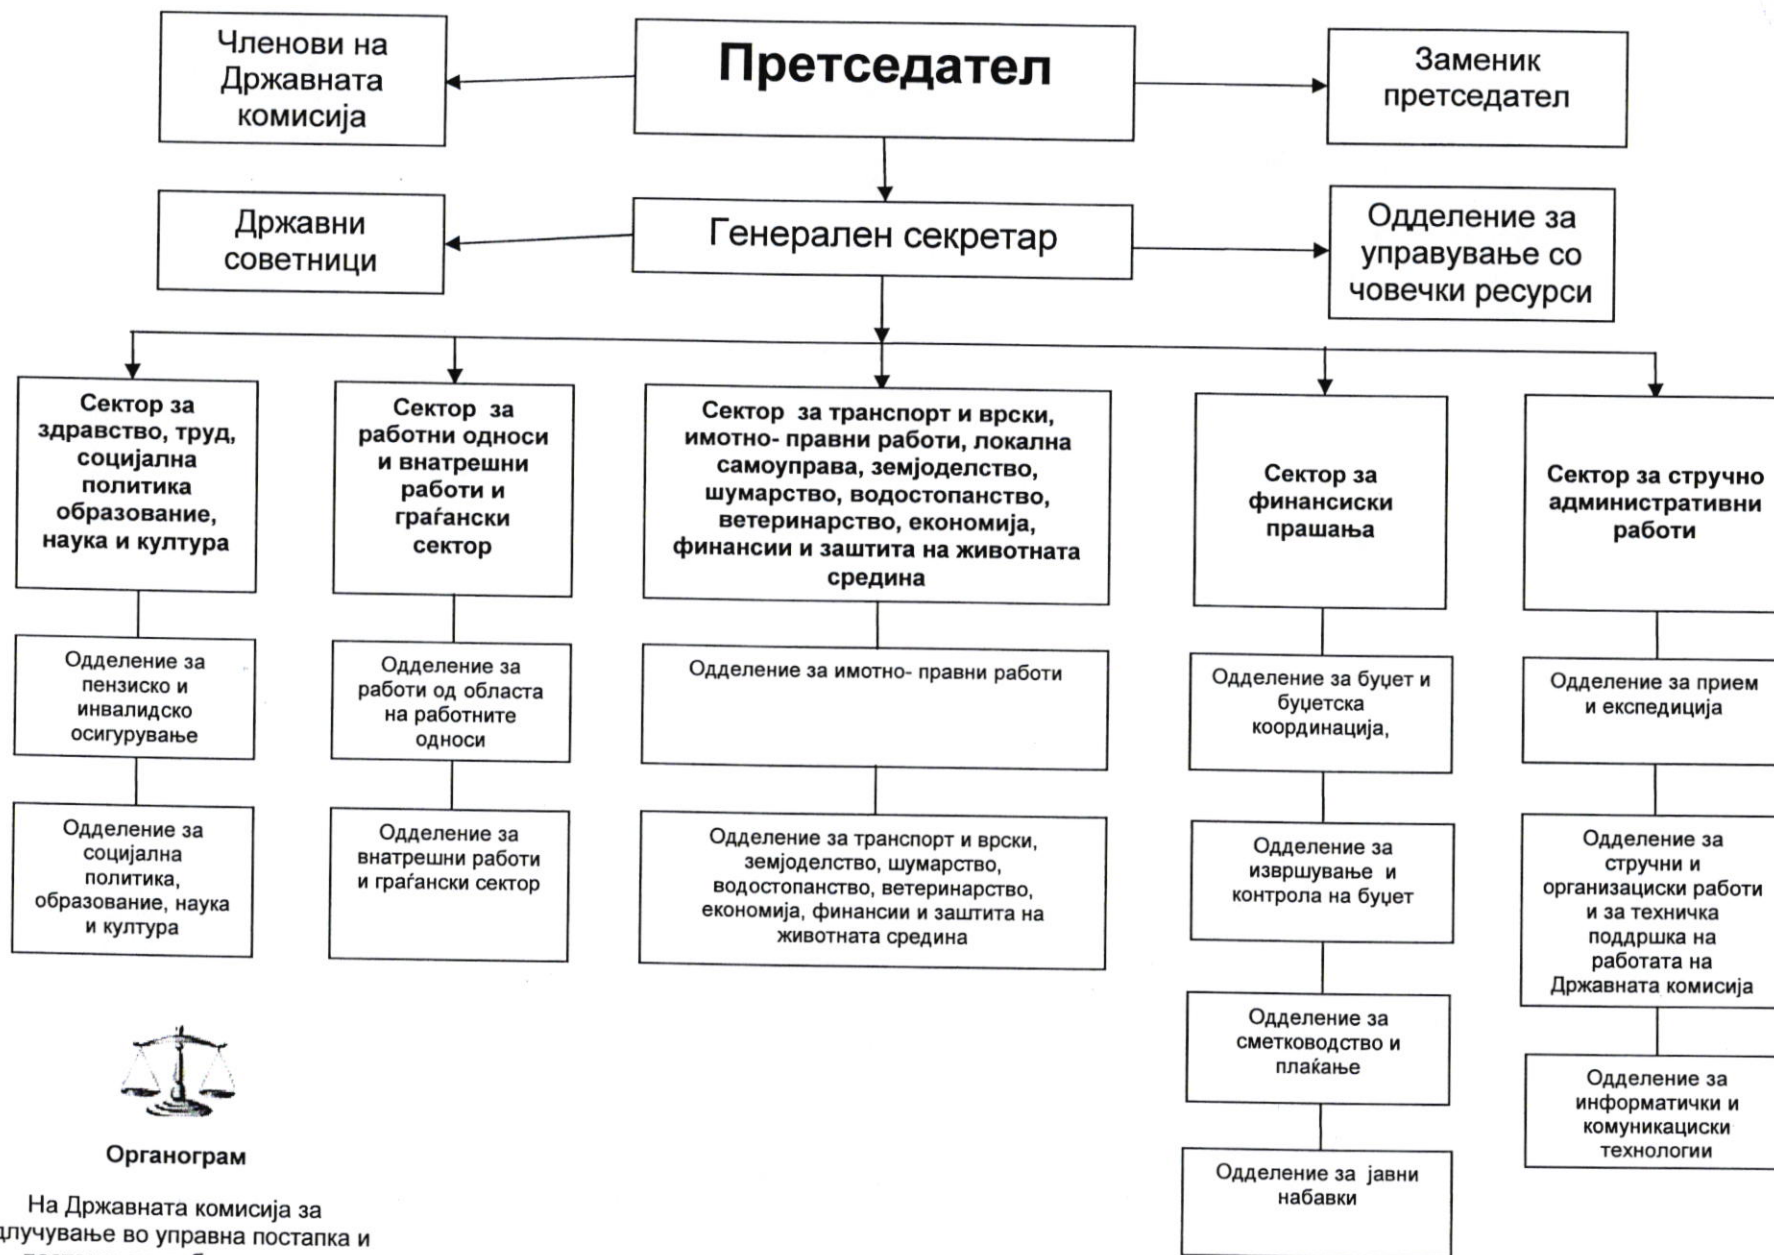 Членови на
Државната
комисија
Претседател
Заменик
претседател
Државни
советници
Генерален секретар
Одделение за
управување со
човечки ресурси
Сектор за
здравство, труд,
социјална
политика
образование,
наука и култура
Сектор за
работни односи
и внатрешни
работи и
граѓански
сектор
Сектор за транспорт и врски,
имотно- правни работи, локална
самоуправа, земјоделство,
шумарство, водостопанство,
ветеринарство, економија,
финансии и заштита на животната
средина
Сектор за
финансиски
прашања
Сектор за стручно
административни
работи
Одделение за
пензиско и
инвалидско
осигурување
Одделение за
работи од областа
на работните
односи
Одделение за имотно- правни работи
Одделение за буџет и
буџетска
координација,
Одделение за прием
и експедиција
Одделение за
социјална
политика,
образование, наука
и култура
Одделение за
внатрешни работи
и граѓански сектор
Одделение за транспорт и врски,
земјоделство, шумарство,
водостопанство, ветеринарство,
економија, финансии и заштита на
животната средина
Одделение за
извршување и
контрола на буџет
Одделение за
стручни и
организациски работи
и за техничка
поддршка на
работата на
Државната комисија
Одделение за
сметководство и
плаќање
Одделение за
информатички и
комуникациски
технологии
Одделение за јавни
набавки
Органограм
На Државната комисија за
длучување во управна постапка и